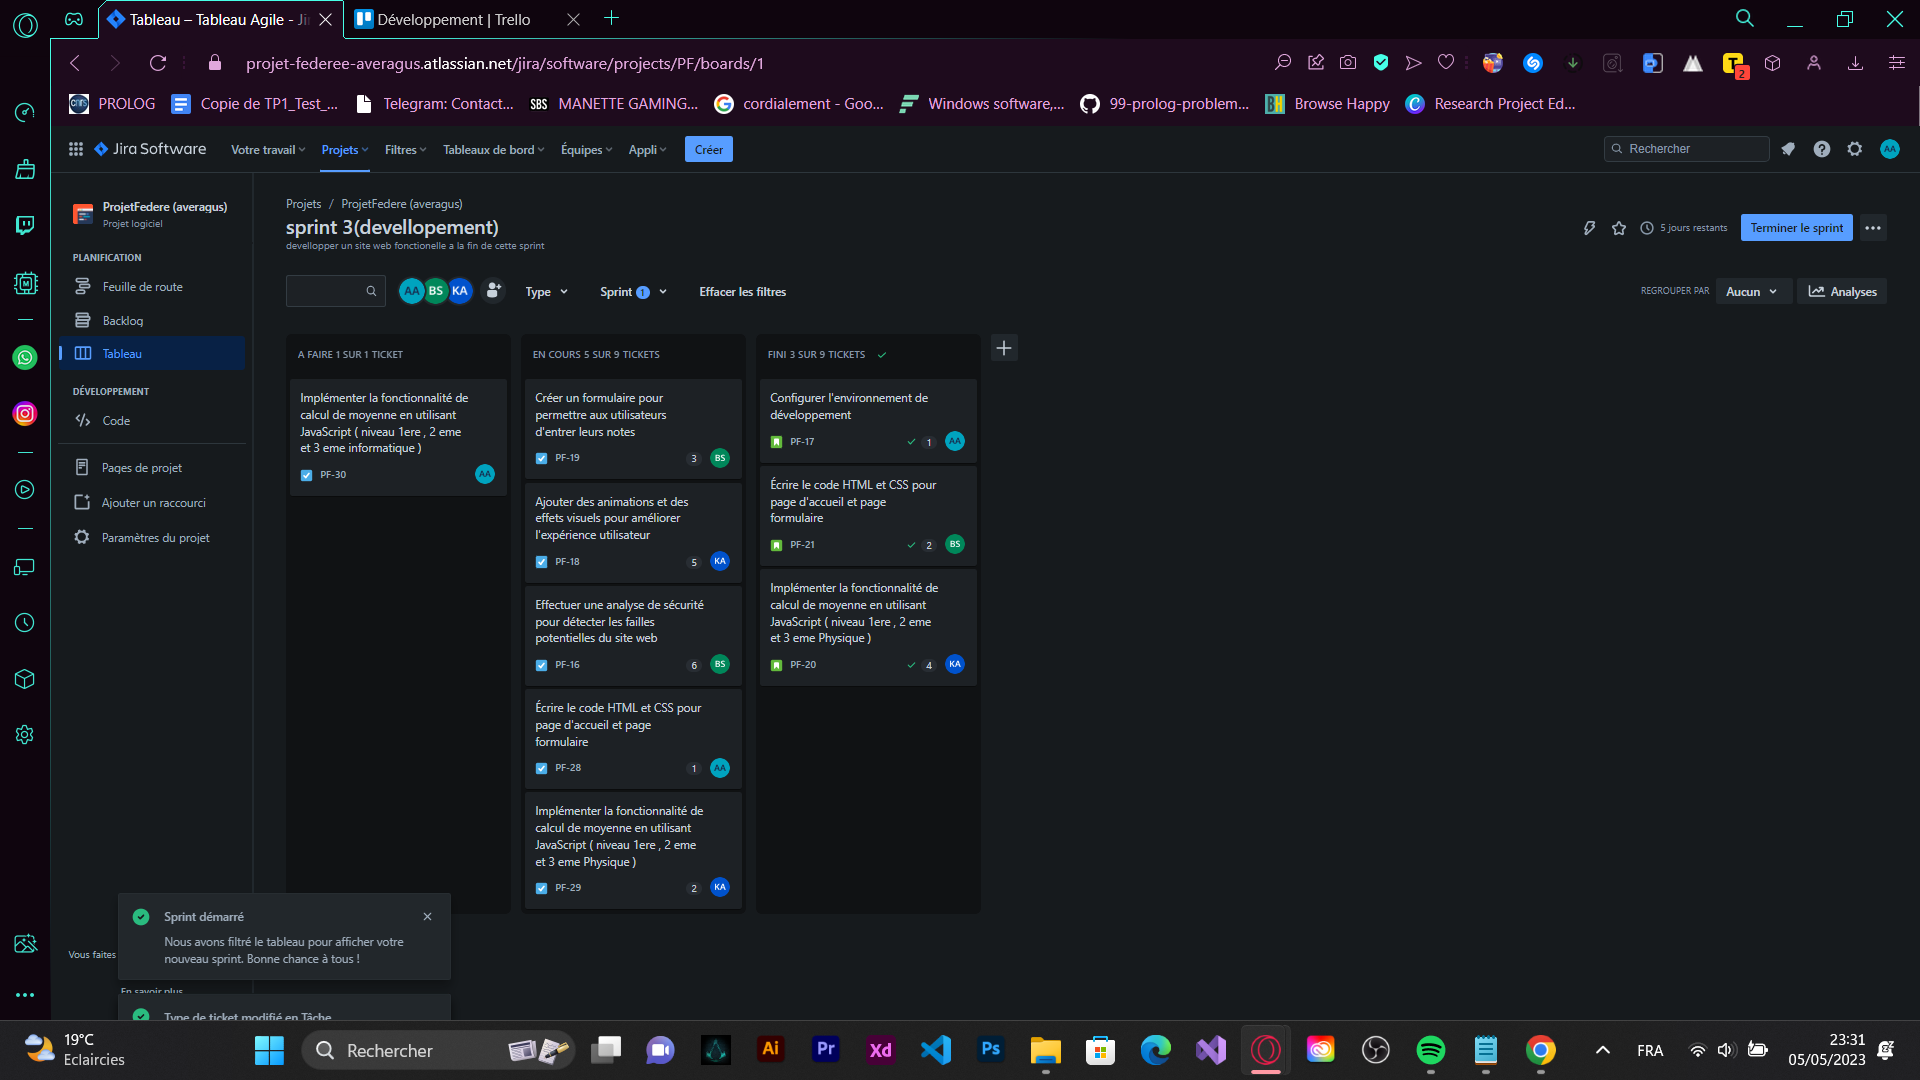 Tableau – Tableau Agile - Ji
Développement | Trello
projet-federee-averagus.atlassian.net/jira/software/projects/PF/boards/1
2
PROLOG
Copie de TP1_Test_...
Telegram: Contact...
SBS MANETTE GAMING...
cordialement - Goo...
Windows software,...
99-prolog-problem...
BH Browse Happy
Research Project Ed...
Jira Software
Votre travail
Projets
Filtres
Tableaux de bord
Équipes
Appli
Créer
Rechercher
AA
ProjetFedere (averagus)
Projet logiciel
PLANIFICATION
Feuille de route
Backlog
Tableau
DÉVELOPPEMENT
Code
Pages de projet
Ajouter un raccourci
Paramètres du projet
Projets / ProjetFedere (averagus)
sprint 3(devellopement)
devellopper un site web fonctionelle a la fin de cette sprint
5 jours restants
Terminer le sprint
AA BS KA
Type
Sprint 1
Effacer les filtres
REGROUPER PAR
Aucun
Analyses
A FAIRE 1 SUR 1 TICKET
Implémenter la fonctionnalité de
calcul de moyenne en utilisant
JavaScript ( niveau 1ere , 2 eme
et 3 eme informatique )
PF-30 AA
EN COURS 5 SUR 9 TICKETS
Créer un formulaire pour
permettre aux utilisateurs
d'entrer leurs notes
PF-19 3 BS
Ajouter des animations et des
effets visuels pour améliorer
l'expérience utilisateur
PF-18 5 KA
Effectuer une analyse de sécurité
pour détecter les failles
potentielles du site web
PF-16 6 BS
Écrire le code HTML et CSS pour
page d'accueil et page
formulaire
PF-28 1 AA
Implémenter la fonctionnalité de
calcul de moyenne en utilisant
JavaScript ( niveau 1ere , 2 eme
et 3 eme Physique )
PF-29 2 KA
FINI 3 SUR 9 TICKETS
Configurer l'environnement de
développement
PF-17 1 AA
Écrire le code HTML et CSS pour
page d'accueil et page
formulaire
PF-21 2 BS
Implémenter la fonctionnalité de
calcul de moyenne en utilisant
JavaScript ( niveau 1ere , 2 eme
et 3 eme Physique )
PF-20 4 KA
Sprint démarré
Nous avons filtré le tableau pour afficher votre
nouveau sprint. Bonne chance à tous !
Vous faites
En savoir plus
Type de ticket modifié en Tâche
19°C
Eclaircies
Rechercher
Ai
Pr
Xd
Ps
FRA
23:31
05/05/2023